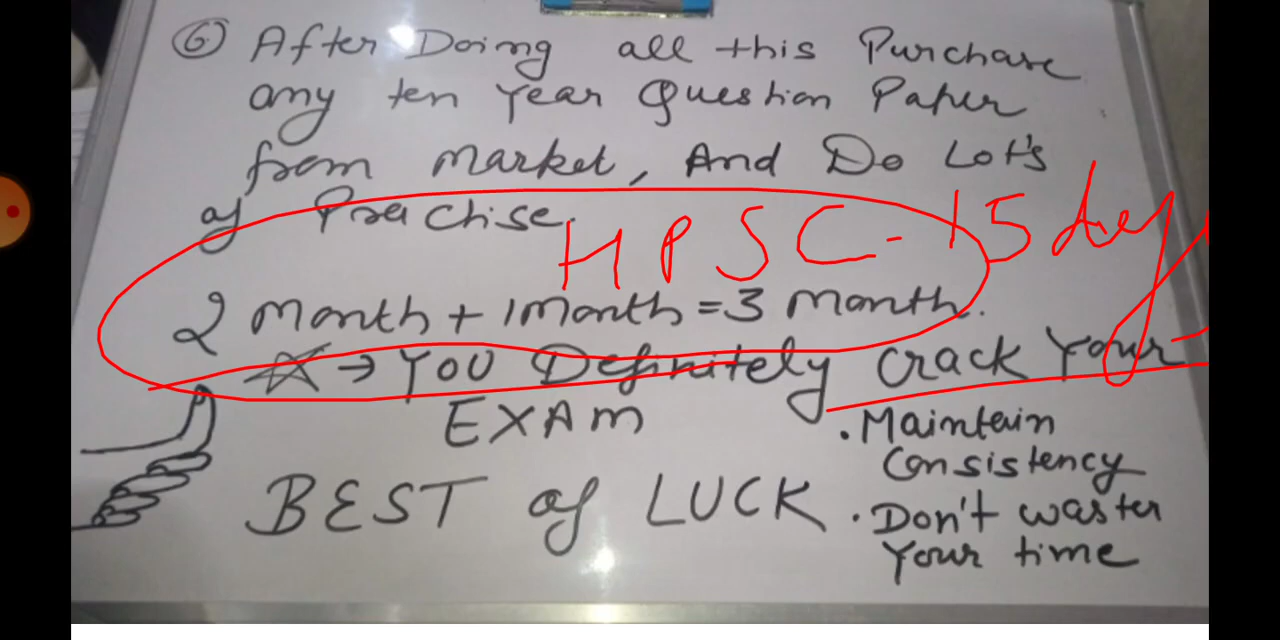 ⑥ After Doing all this Purchase
any ten Year Question Paper
from market, And Do Lot's
of Practise.
HPSC - 15 days
2 Month + 1 Month = 3 Month.
☆ → YOU Definitely crack Your
EXAM
• Maintain
Consistency
BEST of LUCK
• Don't waster
Your time